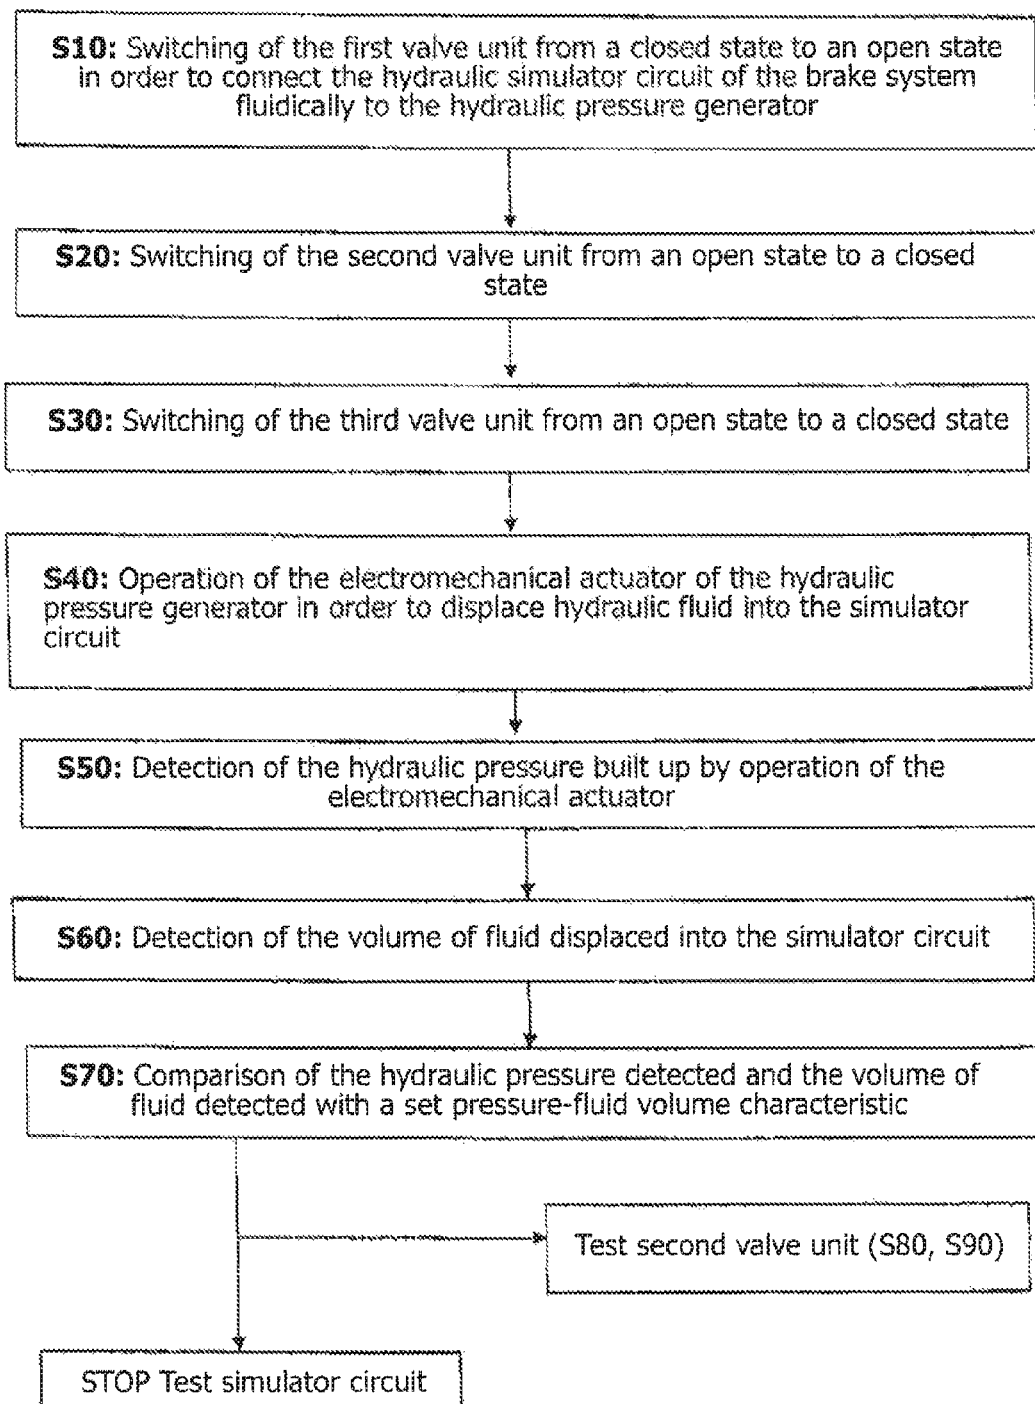 S10: Switching of the first valve unit from a closed state to an open state
in order to connect the hydraulic simulator circuit of the brake system
fluidically to the hydraulic pressure generator
S20: Switching of the second valve unit from an open state to a closed
state
S30: Switching of the third valve unit from an open state to a closed state
S40: Operation of the electromechanical actuator of the hydraulic
pressure generator in order to displace hydraulic fluid into the simulator
circuit
S50: Detection of the hydraulic pressure built up by operation of the
electromechanical actuator
S60: Detection of the volume of fluid displaced into the simulator circuit
S70: Comparison of the hydraulic pressure detected and the volume of
fluid detected with a set pressure-fluid volume characteristic
Test second valve unit (S80, S90)
STOP Test simulator circuit